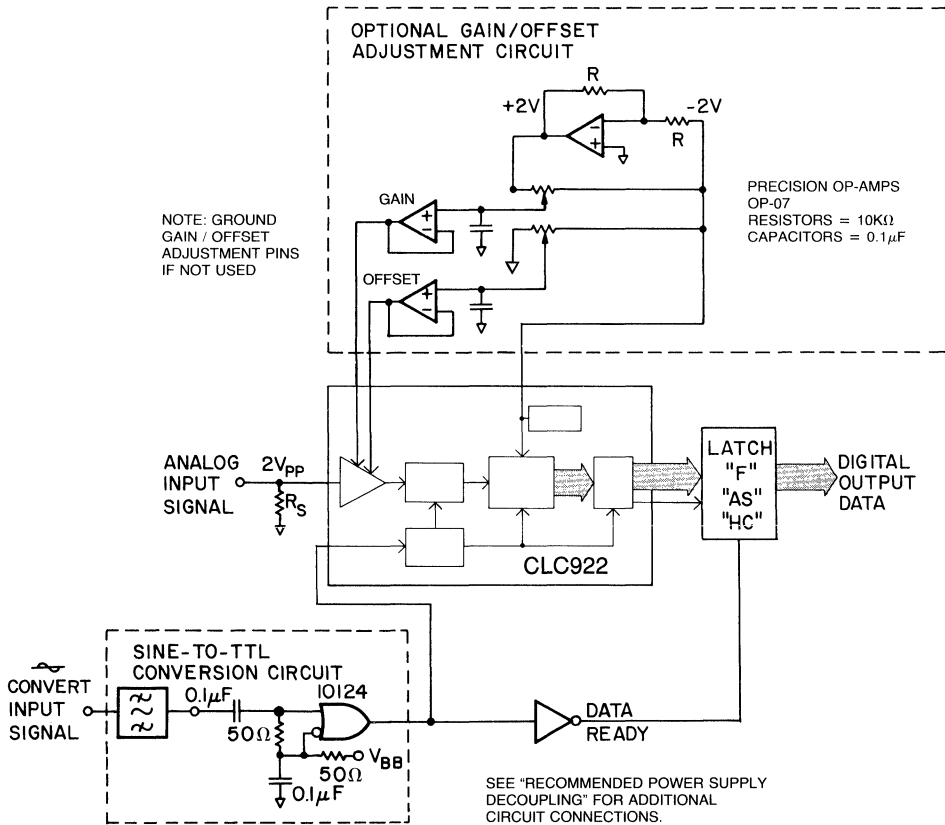 OPTIONAL GAIN/OFFSET
ADJUSTMENT CIRCUIT
R
+2V
-2V
R
PRECISION OP-AMPS
OP-07
RESISTORS = 10KΩ
CAPACITORS = 0.1μF
GAIN
NOTE: GROUND
GAIN / OFFSET
ADJUSTMENT PINS
IF NOT USED
OFFSET
ANALOG
INPUT
SIGNAL
2VPP
RS
LATCH
"F"
"AS"
"HC"
DIGITAL
OUTPUT
DATA
CLC922
SINE-TO-TTL
CONVERSION CIRCUIT
CONVERT
INPUT
SIGNAL
0.1μF
10124
50Ω
VBB
50Ω
0.1μF
DATA
READY
SEE "RECOMMENDED POWER SUPPLY
DECOUPLING" FOR ADDITIONAL
CIRCUIT CONNECTIONS.